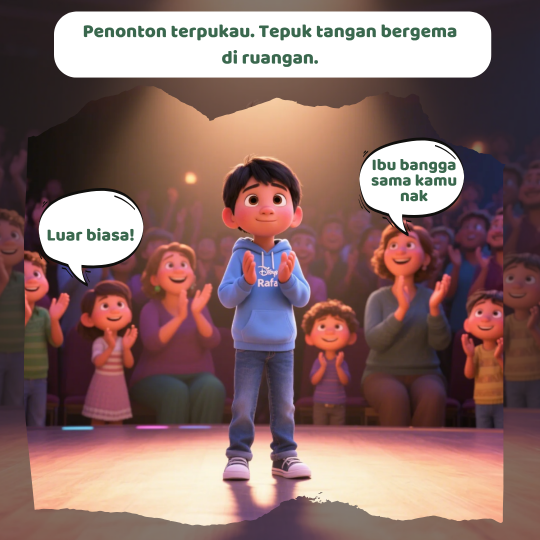 Penonton terpukau. Tepuk tangan bergema
di ruangan.
Ibu bangga
sama kamu
nak
Luar biasa!
Disney
Rafa